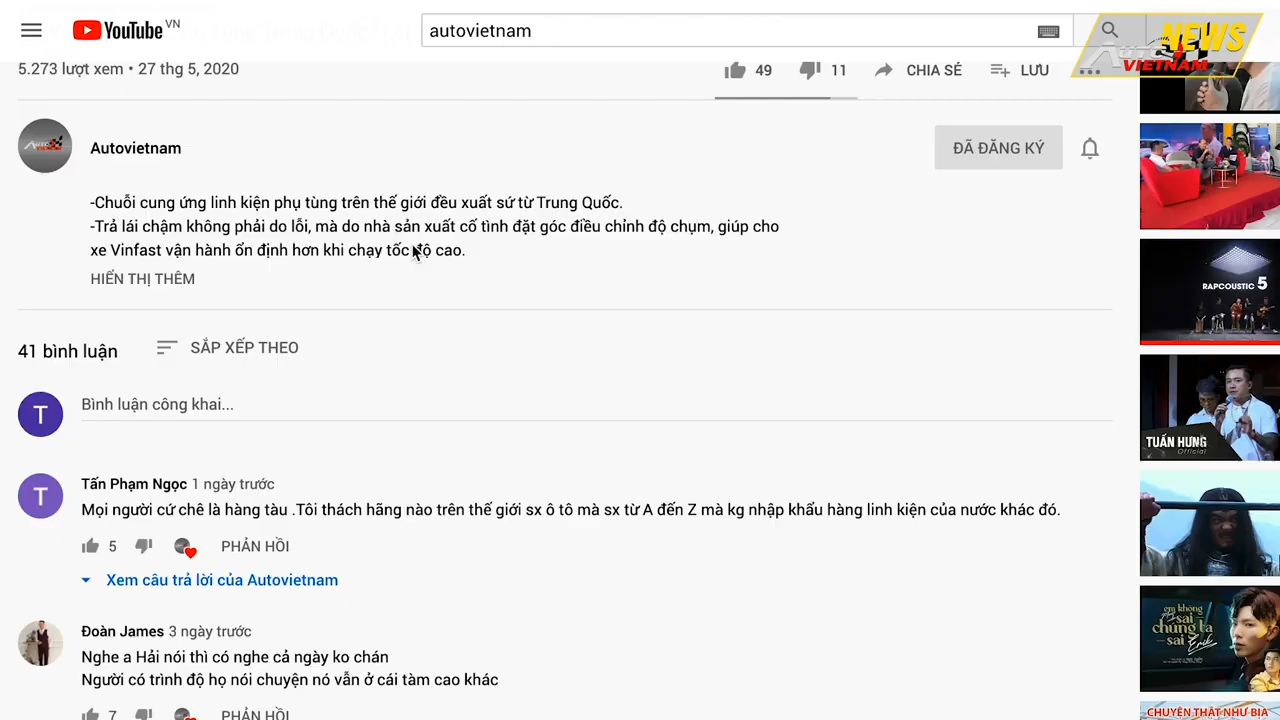 YouTube VN
autovietnam
NEWS
VIETNAM
5.273 lượt xem • 27 thg 5, 2020
49
11
CHIA SẺ
LƯU
Autovietnam
ĐÃ ĐĂNG KÝ
-Chuỗi cung ứng linh kiện phụ tùng trên thế giới đều xuất sứ từ Trung Quốc.
-Trả lái chậm không phải do lỗi, mà do nhà sản xuất cố tình đặt góc điều chỉnh độ chụm, giúp cho
xe Vinfast vận hành ổn định hơn khi chạy tốc độ cao.
HIỂN THỊ THÊM
41 bình luận
SẮP XẾP THEO
T
Bình luận công khai...
T
Tấn Phạm Ngọc 1 ngày trước
Mọi người cứ chê là hàng tàu .Tôi thách hãng nào trên thế giới sx ô tô mà sx từ A đến Z mà kg nhập khẩu hàng linh kiện của nước khác đó.
5
PHẢN HỒI
Xem câu trả lời của Autovietnam
Đoàn James 3 ngày trước
Nghe a Hải nói thì có nghe cả ngày ko chán
Người có trình độ họ nói chuyện nó vẫn ở cái tàm cao khác
7
PHẢN HỒI
RAPCOUSTIC 5
TUẤN HƯNG
Official
em không
sai
chúng ta
sai
Erik
CHUYỆN THẬT NHƯ BỊA